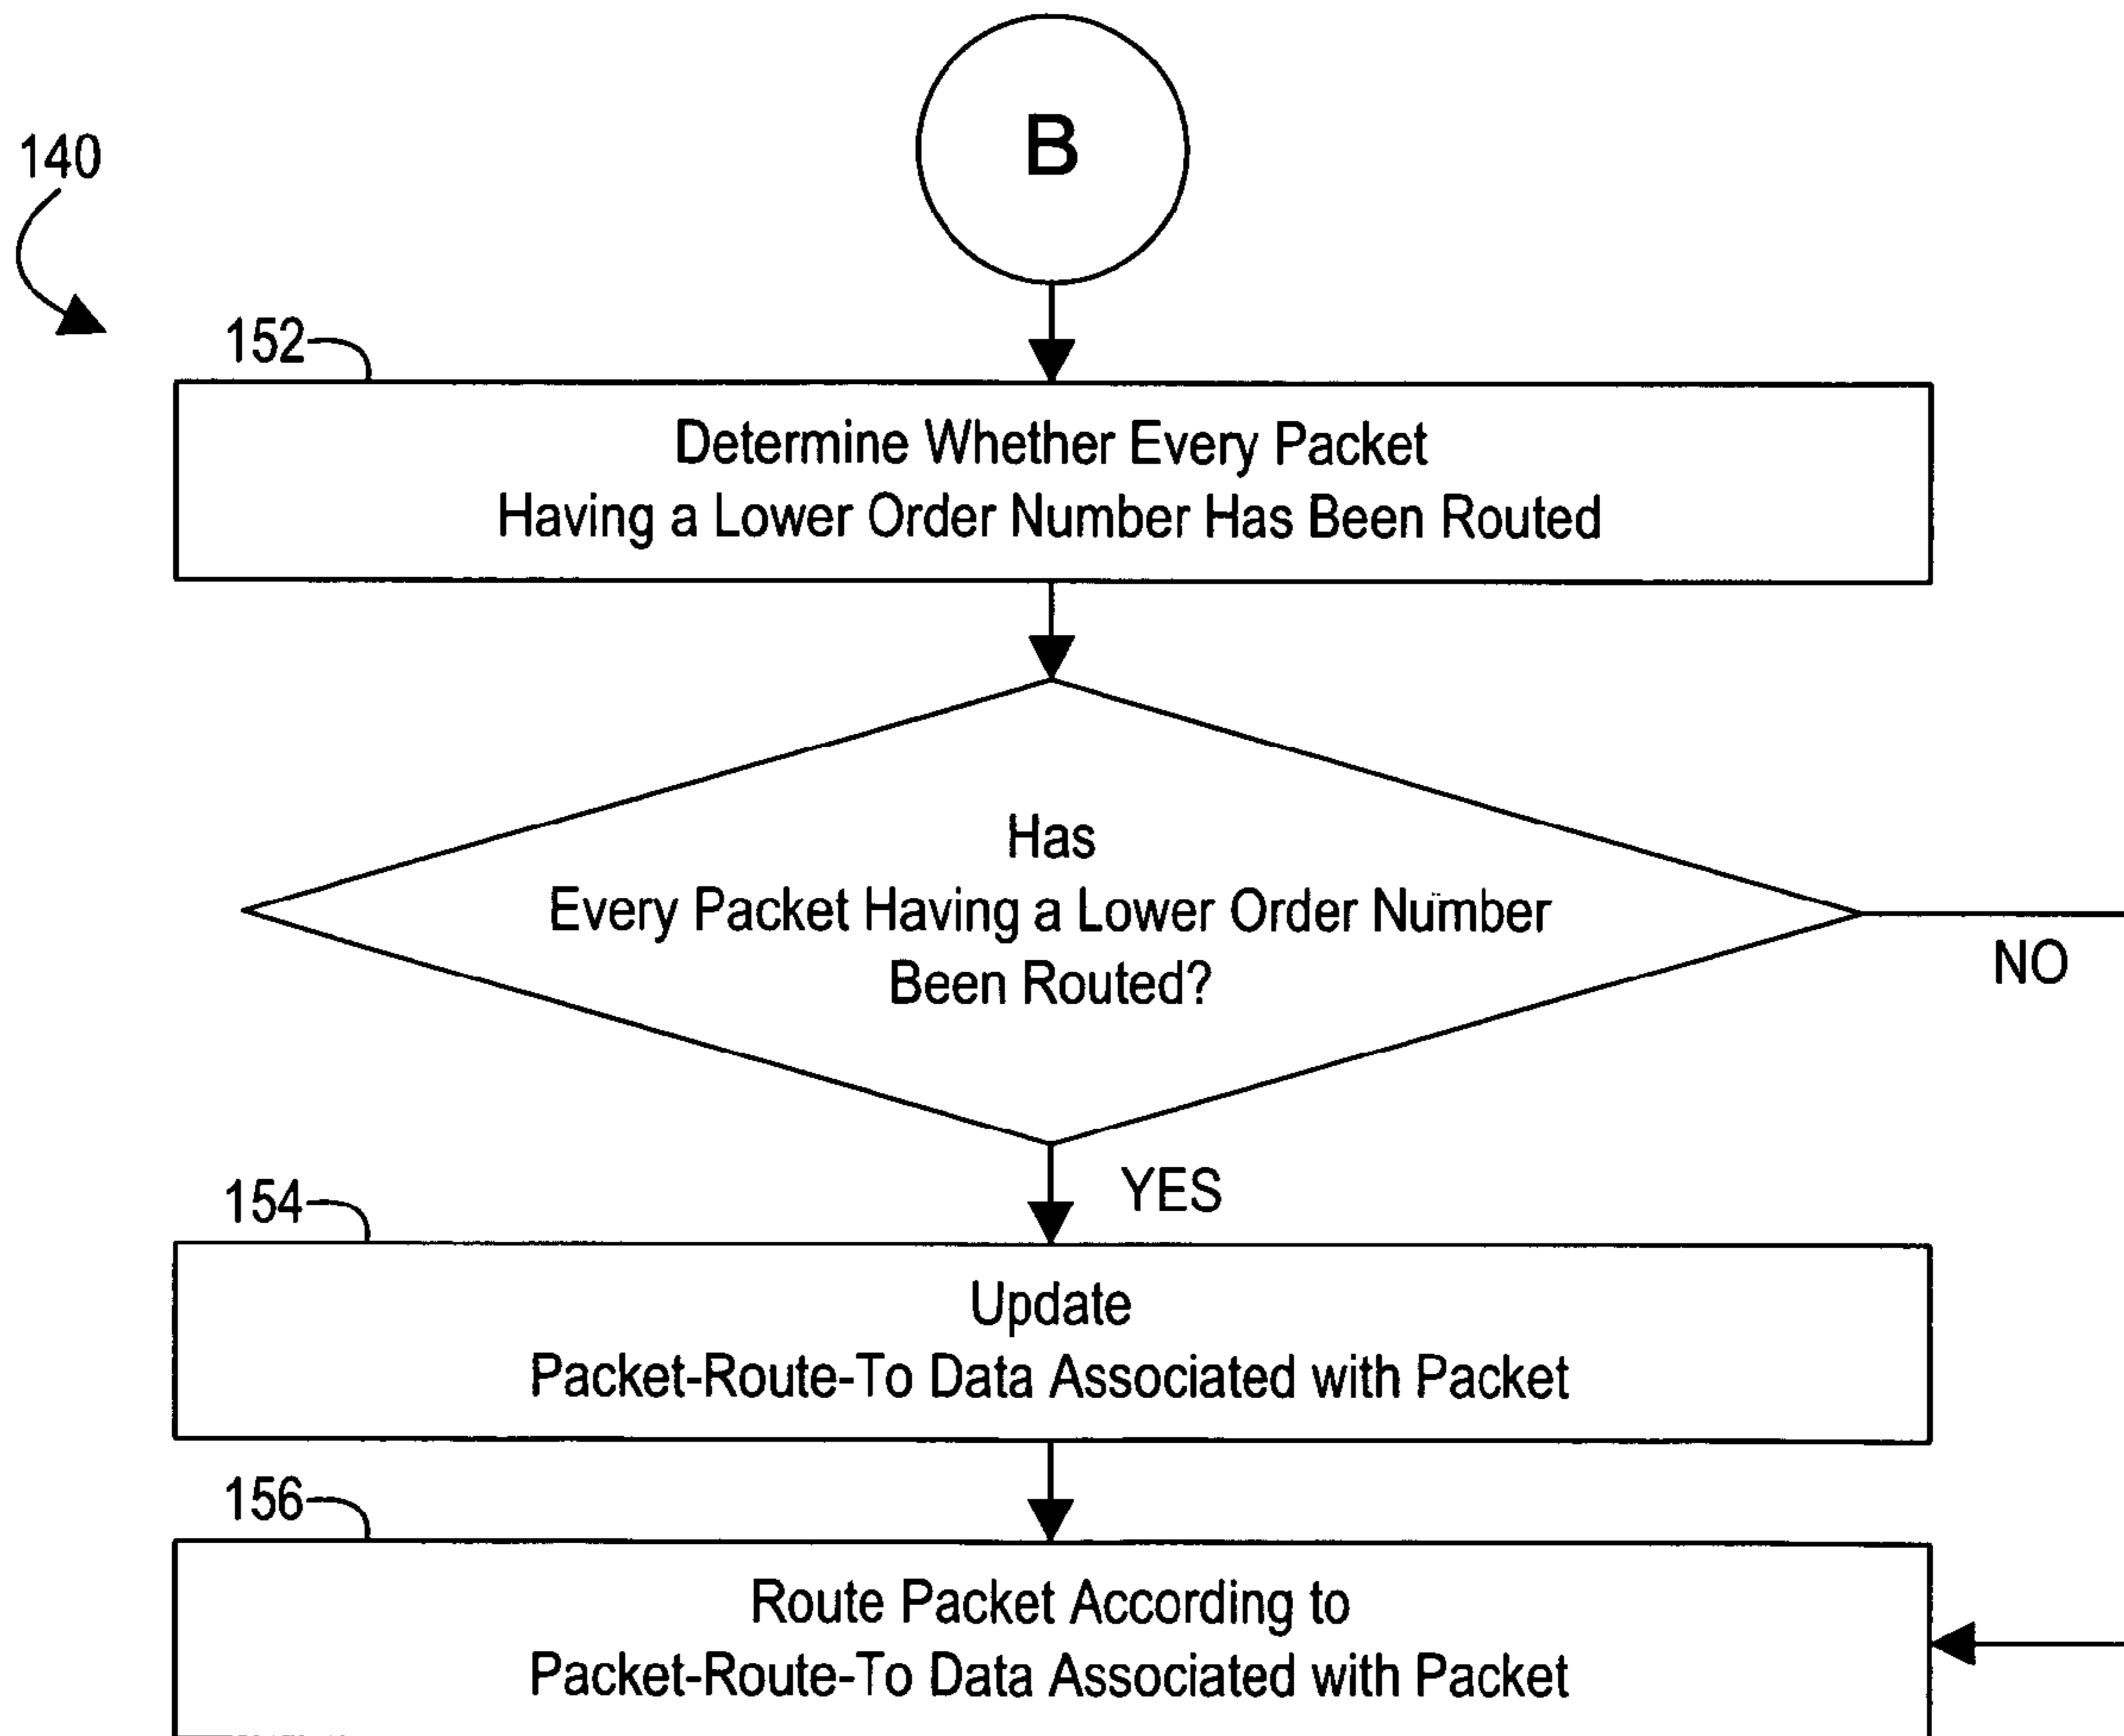 B
140
152
Determine Whether Every Packet
Having a Lower Order Number Has Been Routed
Has
Every Packet Having a Lower Order Number
Been Routed?
NO
YES
154
Update
Packet-Route-To Data Associated with Packet
156
Route Packet According to
Packet-Route-To Data Associated with Packet